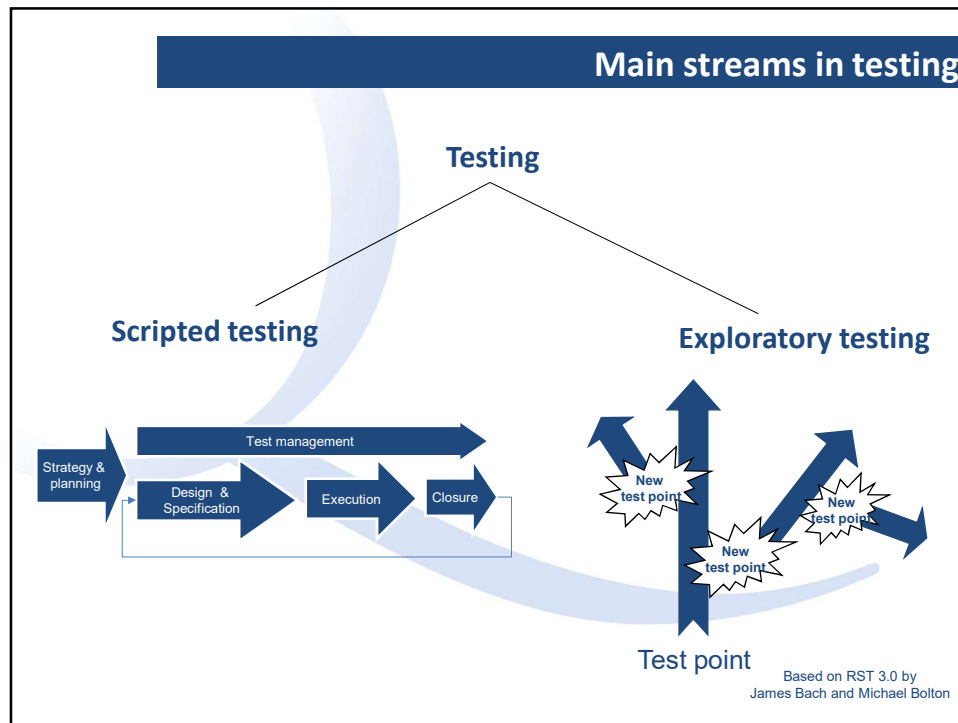 Main streams in testing
Testing
Scripted testing
Exploratory testing
Test management
Strategy &
planning
Design &
Specification
Execution
Closure
New
test point
New
test point
New
test point
Test point
Based on RST 3.0 by
James Bach and Michael Bolton